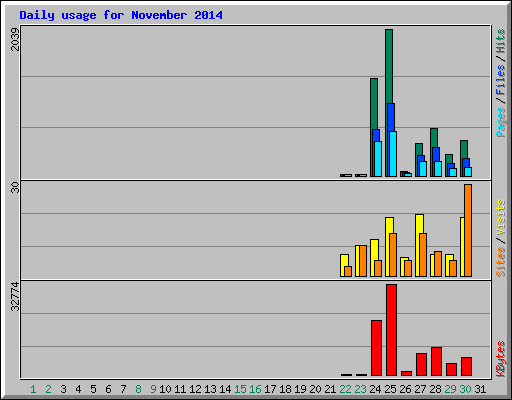 Daily usage for November 2014
2039
Pages / Files / Hits
30
Sites / Visits
32774
KBytes
1 2 3 4 5 6 7 8 9 10 11 12 13 14 15 16 17 18 19 20 21 22 23 24 25 26 27 28 29 30 31